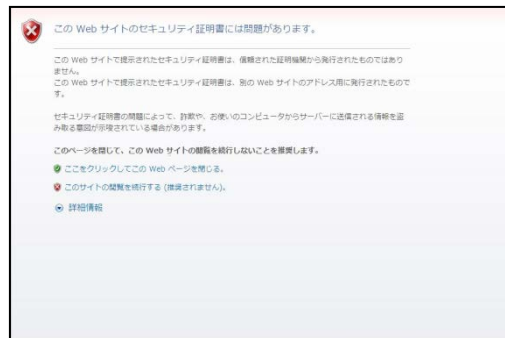 この Web サイトのセキュリティ証明書には問題があります。
この Web サイトで提示されたセキュリティ証明書は、信頼された証明機関から発行されたものではあり
ません。
この Web サイトで提示されたセキュリティ証明書は、別の Web サイトのアドレス用に発行されたもので
す。
セキュリティ証明書の問題によって、詐欺や、お使いのコンピュータからサーバーに送信される情報を盗
み取る意図が示唆されている場合があります。
このページを閉じて、この Web サイトの閲覧を続行しないことを推奨します。
ここをクリックしてこの Web ページを閉じる。
このサイトの閲覧を続行する (推奨されません)。
詳細情報